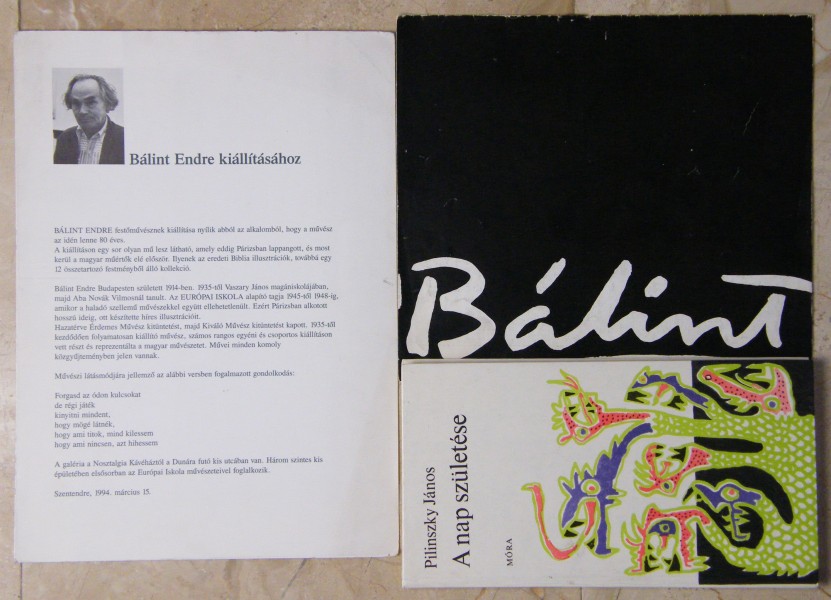 Bálint Endre kiállításához
BÁLINT ENDRE festőművésznek kiállítása nyílik abból az alkalomból, hogy a művész
az idén lenne 80 éves.
A kiállításon egy sor olyan mű lesz látható, amely eddig Párizsban lappangott, és most
kerül a magyar műértők elé először. Ilyenek az eredeti Biblia illusztrációk, továbbá egy
12 összetartozó festményből álló kollekció.
Bálint Endre Budapesten született 1914-ben. 1935-től Vaszary János magániskolájában,
majd Aba Novák Vilmosnál tanult. Az EURÓPAI ISKOLA alapító tagja 1945-től 1948-ig,
amikor a haladó szellemű művészekkel együtt ellehetetlenült. Ezért Párizsban alkotott
hosszú ideig, ott készítette híres illusztrációit.
Hazatérve Érdemes Művész kitüntetést, majd Kiváló Művész kitüntetést kapott. 1935-től
kezdődően folyamatosan kiállító művész, számos rangos egyéni és csoportos kiállításon
vett részt és reprezentálta a magyar művészetet. Művei minden komoly
közgyűjteményben jelen vannak.
Művészi látásmódjára jellemző az alábbi versben fogalmazott gondolkodás:
Forgasd az ódon kulcsokat
de régi játék
kinyitni mindent,
hogy mögé látnék,
hogy ami titok, mind kilessem
hogy ami nincsen, azt hihessem
A galéria a Nosztalgia Kávéháztól a Dunára futó kis utcában van. Három szintes kis
épületében elsősorban az Európai Iskola művészeteivel foglalkozik.
Szentendre, 1994. március 15.
Bálint
Pilinszky János
A nap születése
MÓRA